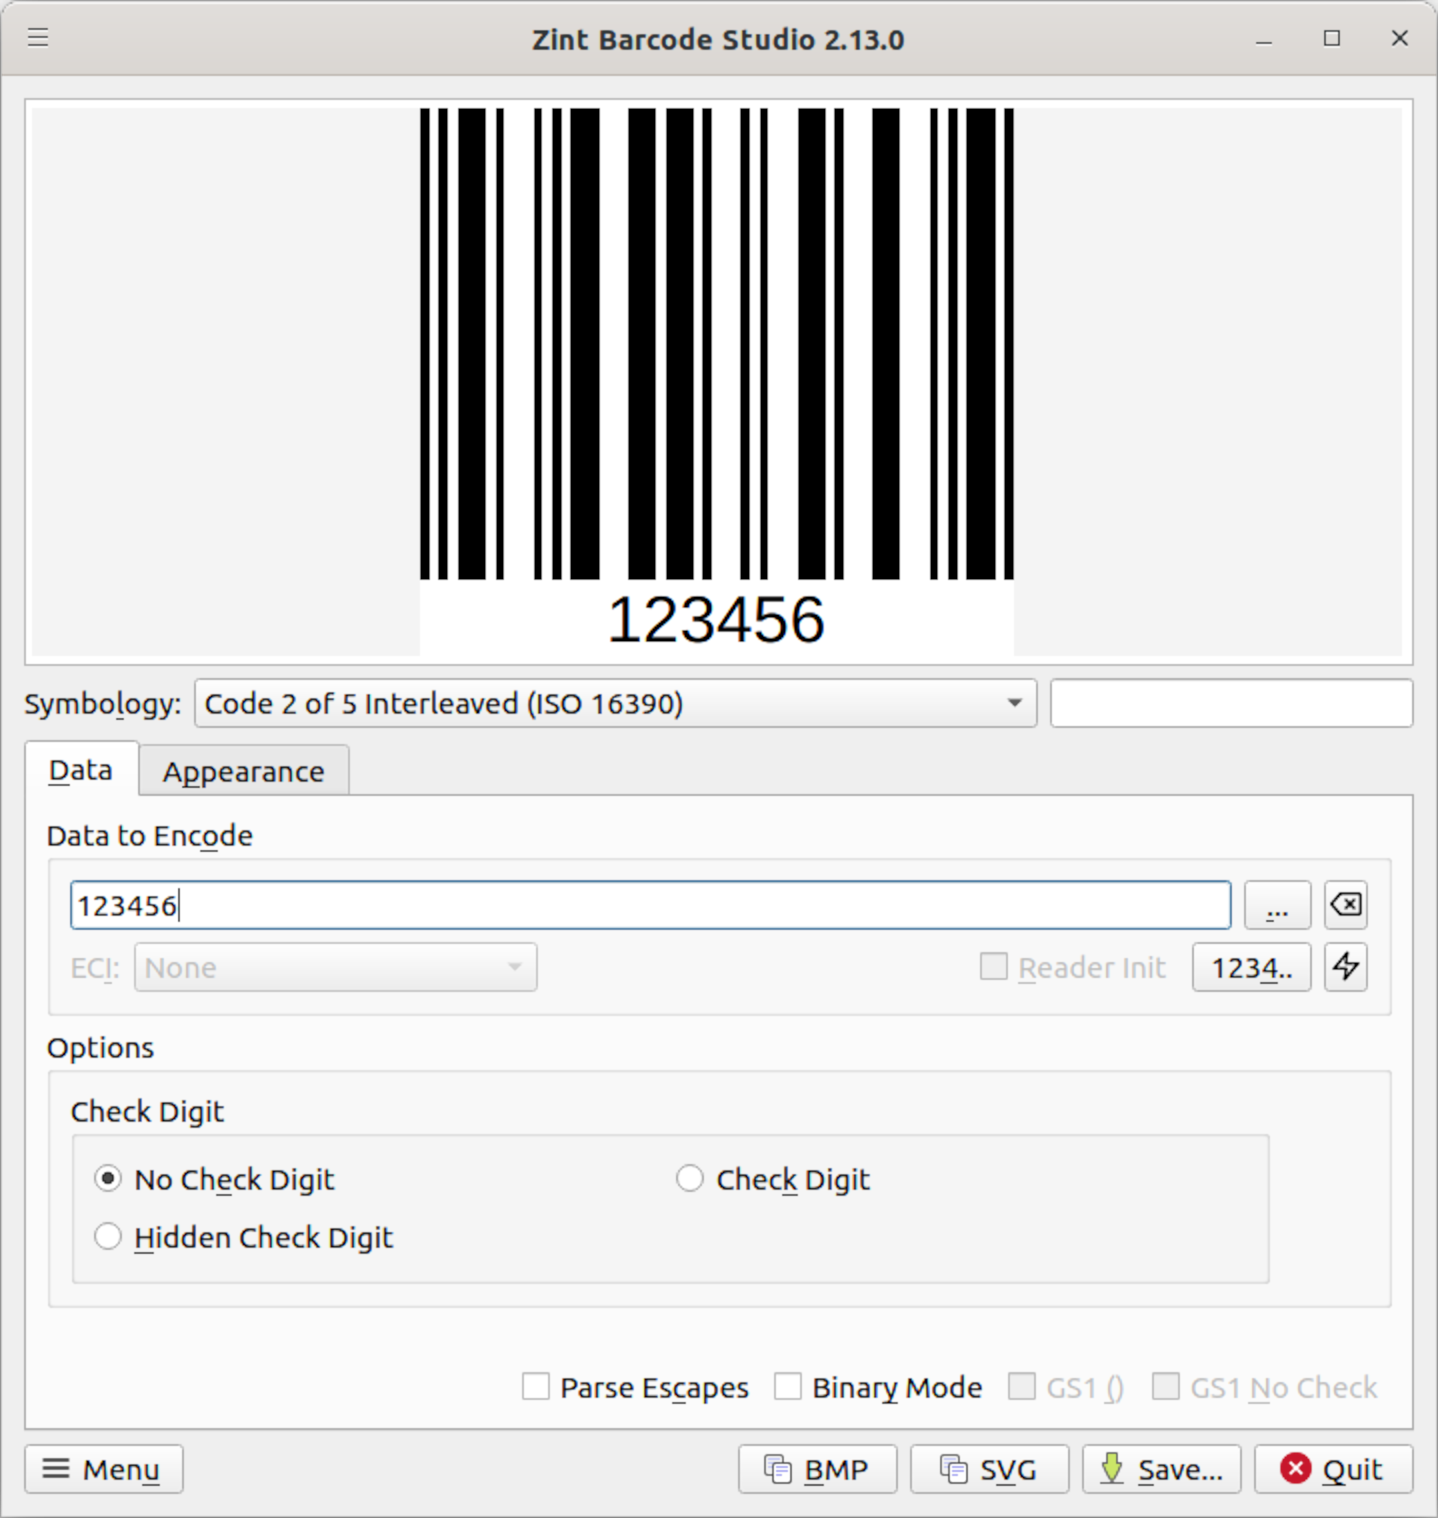 Zint Barcode Studio 2.13.0
123456
Symbology: Code 2 of 5 Interleaved (ISO 16390)
Data Appearance
Data to Encode
123456 ...
ECI: None Reader Init 1234..
Options
Check Digit
No Check Digit Check Digit
Hidden Check Digit
Parse Escapes Binary Mode GS1 () GS1 No Check
Menu BMP SVG Save... Quit